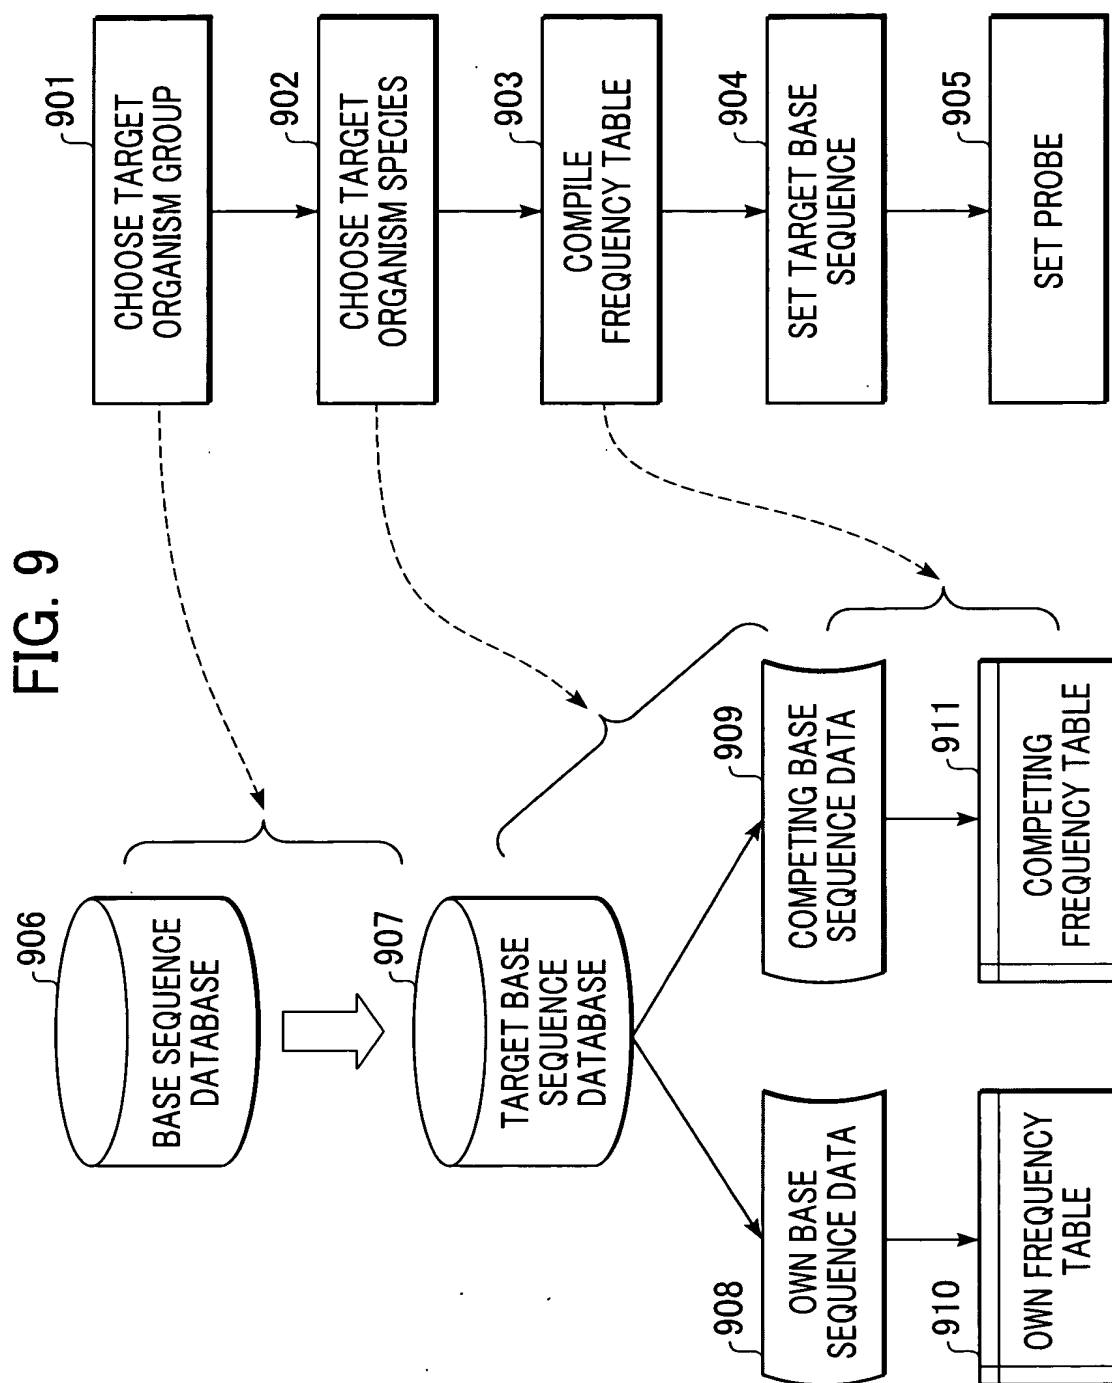 FIG. 9
901
CHOOSE TARGET
ORGANISM GROUP
902
CHOOSE TARGET
ORGANISM SPECIES
903
COMPILE
FREQUENCY TABLE
904
SET TARGET BASE
SEQUENCE
905
SET PROBE
906
BASE SEQUENCE
DATABASE
907
TARGET BASE
SEQUENCE
DATABASE
908
OWN BASE
SEQUENCE DATA
909
COMPETING BASE
SEQUENCE DATA
910
OWN FREQUENCY
TABLE
911
COMPETING
FREQUENCY TABLE